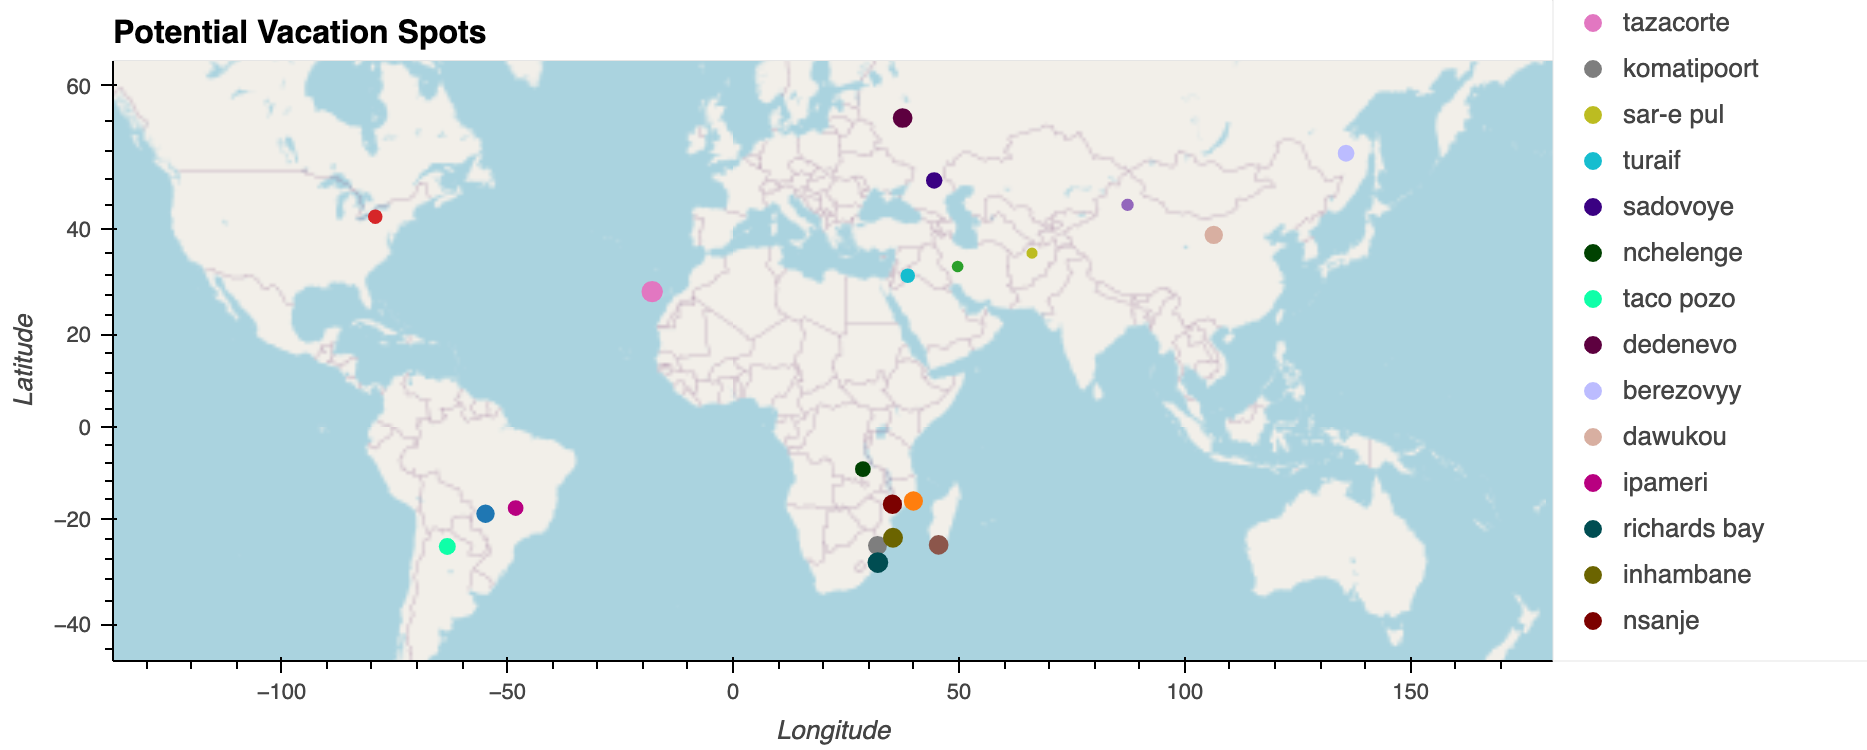 Potential Vacation Spots
60
40
20
0
−20
−40
Latitude
−100
−50
0
50
100
150
Longitude
tazacorte
komatipoort
sar-e pul
turaif
sadovoye
nchelenge
taco pozo
dedenevo
berezovyy
dawukou
ipameri
richards bay
inhambane
nsanje